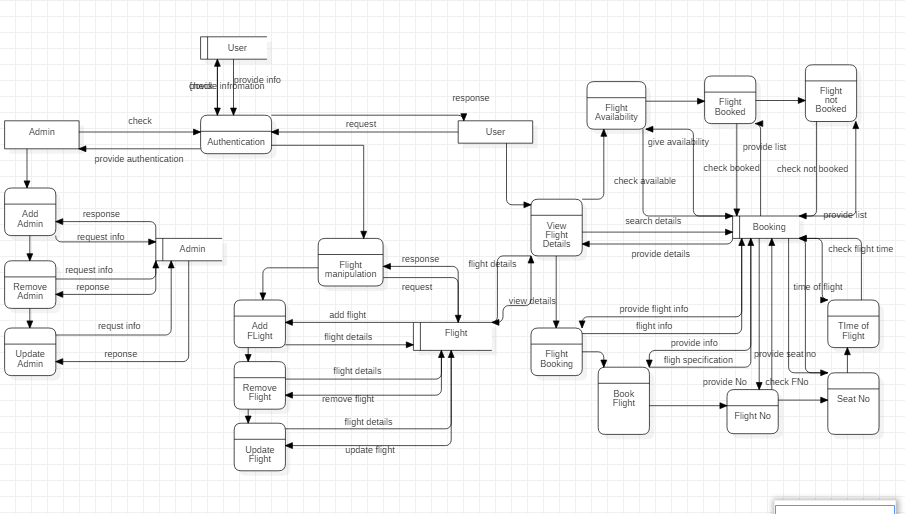 User
provide info
provide infromation
response
Admin
check
Authentication
request
User
provide authentication
Flight
Availability
Flight
Booked
Flight
not
Booked
give availability
provide list
check booked
check not booked
check available
Add
Admin
response
request info
Admin
View
Flight
Details
search details
Booking
provide list
provide details
check flight time
Remove
Admin
request info
reponse
Flight
manipulation
response
request
flight details
view details
time of flight
Update
Admin
requst info
reponse
Add
FLight
add flight
flight details
Flight
provide flight info
flight info
Flight
Booking
TIme of
Flight
provide info
fligh specification
provide seat no
Remove
Flight
flight details
remove flight
Book
Flight
provide No
check FNo
Flight No
Seat No
Update
Flight
flight details
update flight